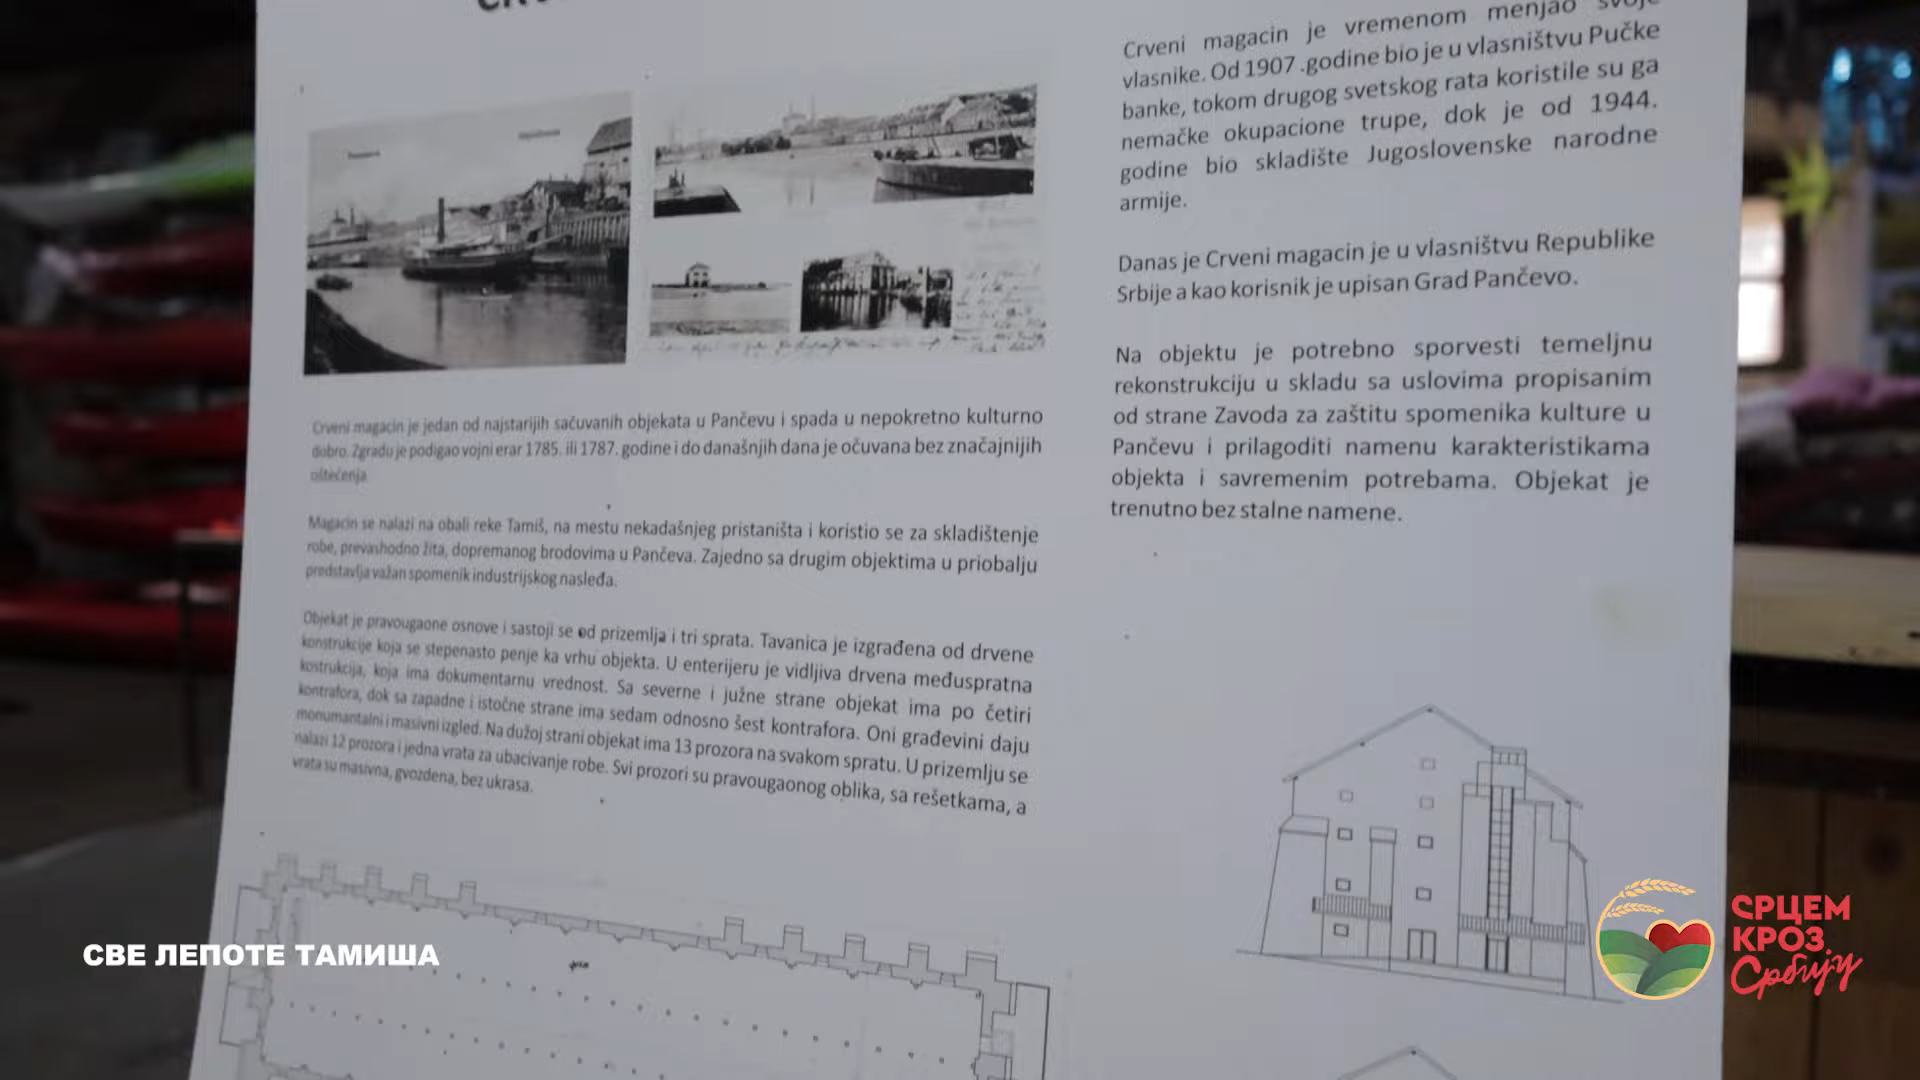 Crveni magacin je jedan od najstarijih sačuvanih objekata u Pančevu i spada u nepokretno kulturno
dobro. Zgradu je podigao vojni erar 1785. ili 1787. godine i do današnjih dana je očuvana bez značajnijih
oštećenja.
Magacin se nalazi na obali reke Tamiš, na mestu nekadašnjeg pristaništa i koristio se za skladištenje
robe, prevashodno žita, dopremanog brodovima u Pančeva. Zajedno sa drugim objektima u priobalju
predstavlja važan spomenik industrijskog nasleđa.
Objekat je pravougaone osnove i sastoji se od prizemlja i tri sprata. Tavanica je izgrađena od drvene
konstrukcije koja se stepenasto penje ka vrhu objekta. U enterijeru je vidljiva drvena međuspratna
kostrukcija, koja ima dokumentarnu vrednost. Sa severne i južne strane objekat ima po četiri
kontrafora, dok sa zapadne i istočne strane ima sedam odnosno šest kontrafora. Oni građevini daju
monumentalni i masivni izgled. Na dužoj strani objekat ima 13 prozora na svakom spratu. U prizemlju se
nalazi 12 prozora i jedna vrata za ubacivanje robe. Svi prozori su pravougaonog oblika, sa rešetkama, a
vrata su masivna, gvozdena, bez ukrasa.
Crveni magacin je vremenom menjao svoje
vlasnike. Od 1907 .godine bio je u vlasništvu Pučke
banke, tokom drugog svetskog rata koristile su ga
nemačke okupacione trupe, dok je od 1944.
godine bio skladište Jugoslovenske narodne
armije.
Danas je Crveni magacin je u vlasništvu Republike
Srbije a kao korisnik je upisan Grad Pančevo.
Na objektu je potrebno sporvesti temeljnu
rekonstrukciju u skladu sa uslovima propisanim
od strane Zavoda za zaštitu spomenika kulture u
Pančevu i prilagoditi namenu karakteristikama
objekta i savremenim potrebama. Objekat je
trenutno bez stalne namene.
СВЕ ЛЕПОТЕ ТАМИША
СРЦЕМ
КРОЗ
Србију